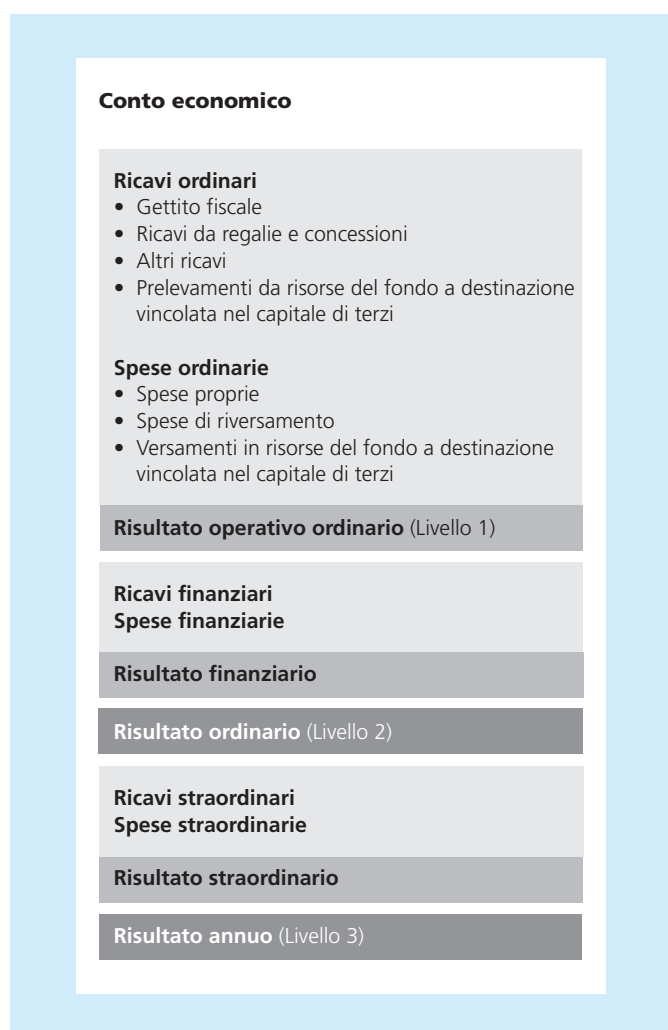 Conto economico
Ricavi ordinari
• Gettito fiscale
• Ricavi da regalie e concessioni
• Altri ricavi
• Prelevamenti da risorse del fondo a destinazione
vincolata nel capitale di terzi
Spese ordinarie
• Spese proprie
• Spese di riversamento
• Versamenti in risorse del fondo a destinazione
vincolata nel capitale di terzi
Risultato operativo ordinario (Livello 1)
Ricavi finanziari
Spese finanziarie
Risultato finanziario
Risultato ordinario (Livello 2)
Ricavi straordinari
Spese straordinarie
Risultato straordinario
Risultato annuo (Livello 3)